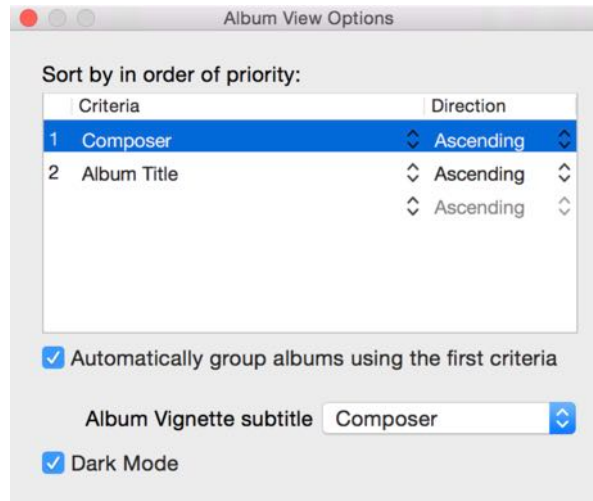 Album View Options
Sort by in order of priority:
Criteria Direction
1 Composer Ascending
2 Album Title Ascending
Ascending
Automatically group albums using the first criteria
Album Vignette subtitle Composer
Dark Mode